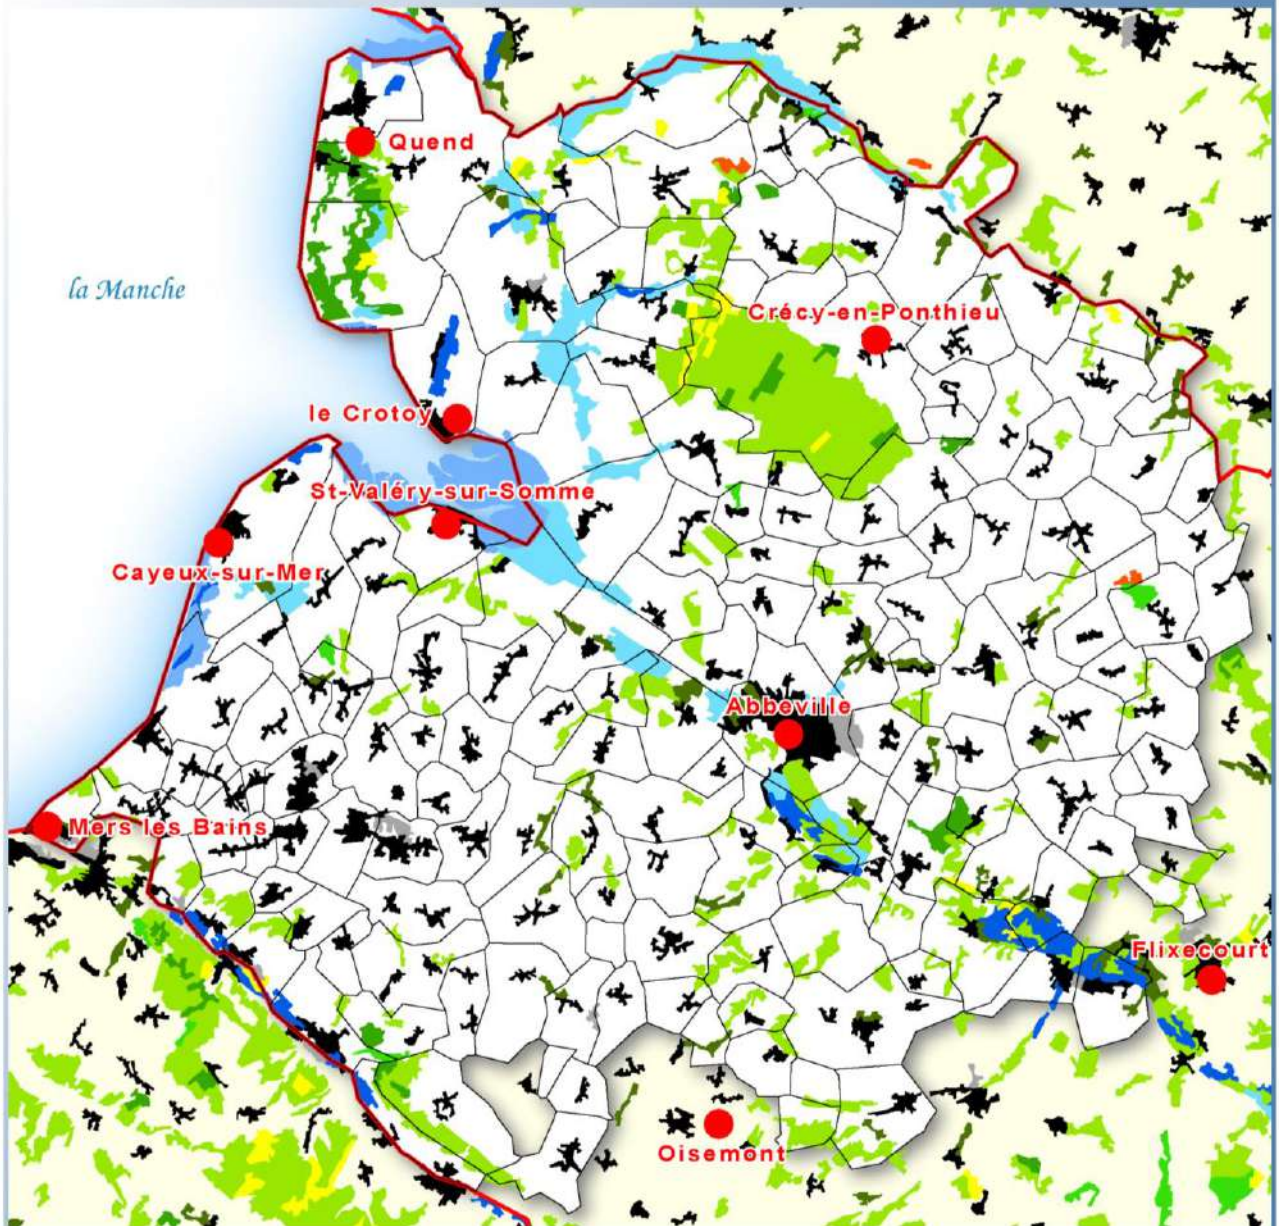 Quend
la Manche
Crécy-en-Ponthieu
le Crotoy
St-Valéry-sur-Somme
Cayeux-sur-Mer
Abbeville
Mers les Bains
Flixecourt
Oisemont